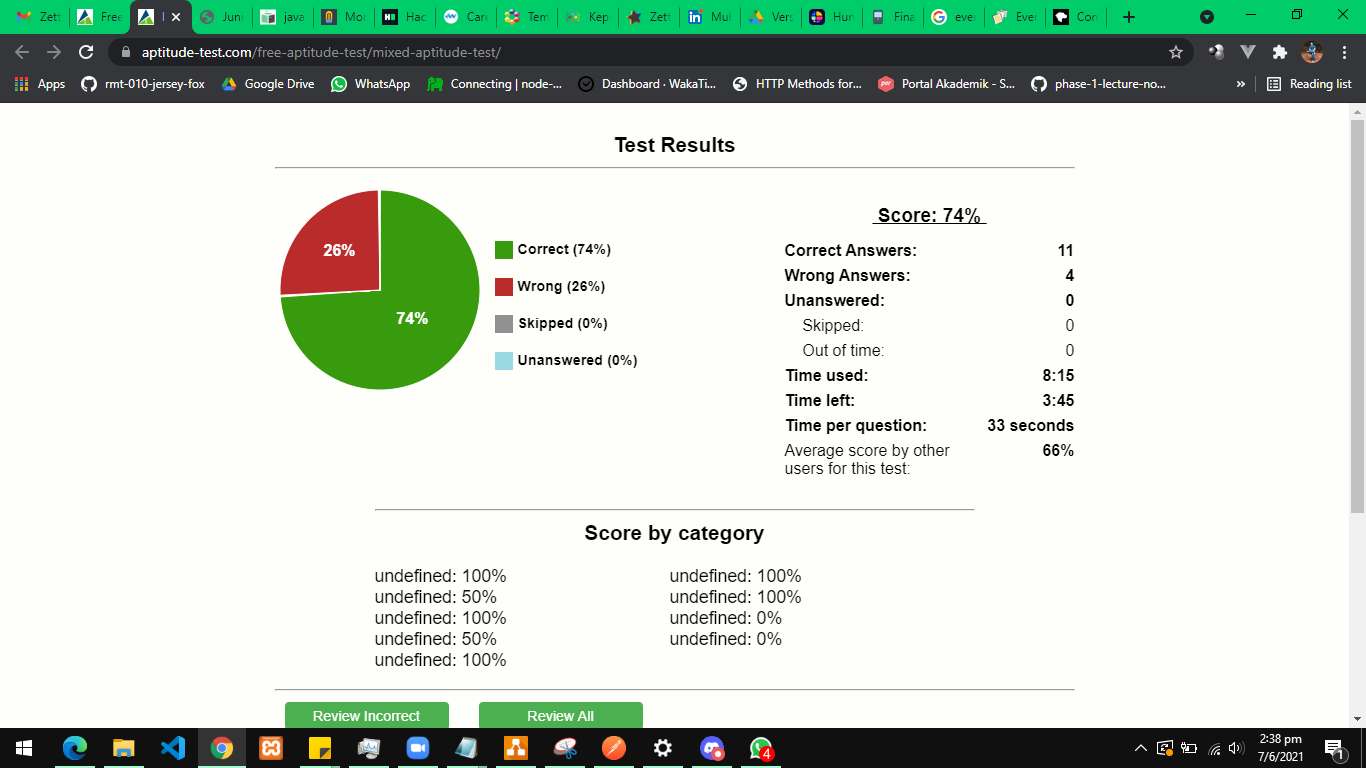 Zett
Free
Juni
java
Mor
Hac
Care
Tem
Kep
Zett
Mul
Vers
Hur
Fina
ever
Ever
Con
aptitude-test.com/free-aptitude-test/mixed-aptitude-test/
Apps
rmt-010-jersey-fox
Google Drive
WhatsApp
Connecting | node-...
Dashboard · WakaTi...
HTTP Methods for...
Portal Akademik - S...
phase-1-lecture-no...
»
Reading list
Test Results
26%
74%
Correct (74%)
Wrong (26%)
Skipped (0%)
Unanswered (0%)
Score: 74%
Correct Answers: 11
Wrong Answers: 4
Unanswered: 0
Skipped: 0
Out of time: 0
Time used: 8:15
Time left: 3:45
Time per question: 33 seconds
Average score by other 66%
users for this test:
Score by category
undefined: 100%
undefined: 50%
undefined: 100%
undefined: 50%
undefined: 100%
undefined: 100%
undefined: 100%
undefined: 0%
undefined: 0%
Review Incorrect
Review All
4
2:38 pm
7/6/2021
1